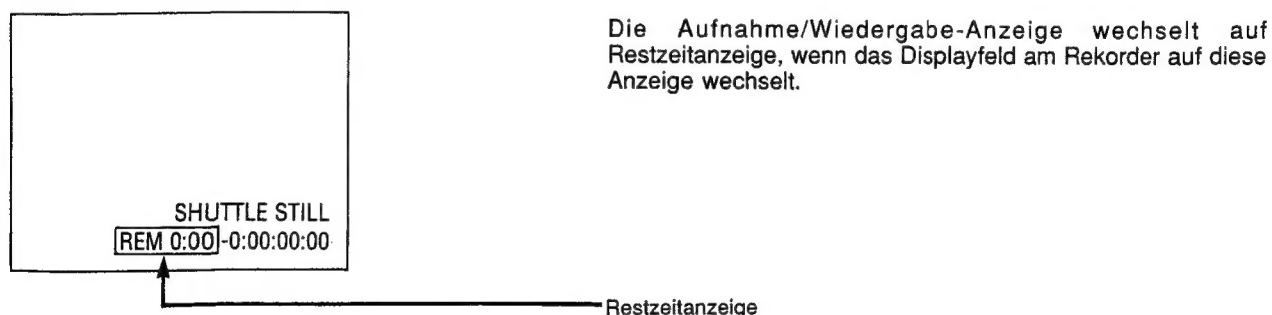 Die Aufnahme/Wiedergabe-Anzeige wechselt auf
Restzeitanzeige, wenn das Displayfeld am Rekorder auf diese
Anzeige wechselt.
SHUTTLE STILL
REM 0:00 -0:00:00:00
Restzeitanzeige